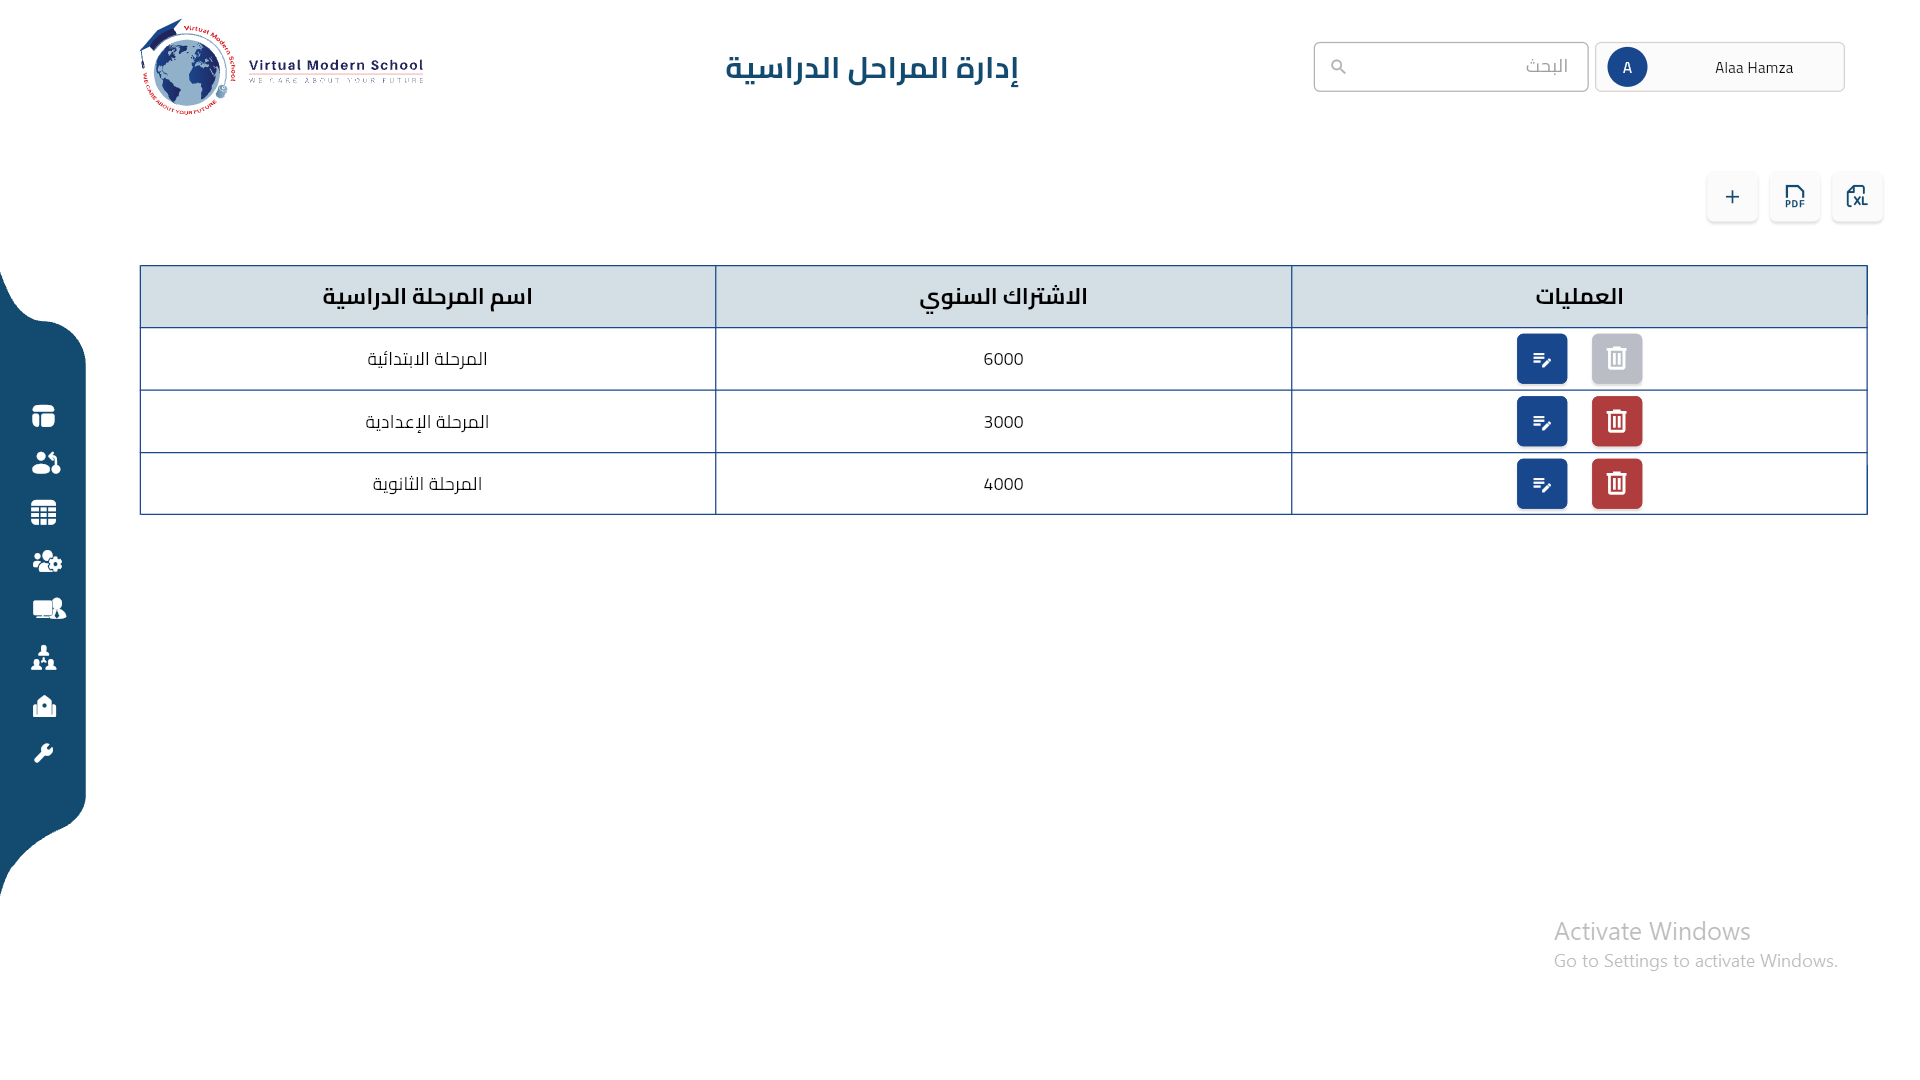 Virtual Modern School
WE CARE ABOUT YOUR FUTURE
Virtual Modern School
WE CARE ABOUT YOUR FUTURE
إدارة المراحل الدراسية
البحث
A
Alaa Hamza
PDF
XL
اسم المرحلة الدراسية
الاشتراك السنوي
العمليات
المرحلة الابتدائية
6000
المرحلة الإعدادية
3000
المرحلة الثانوية
4000
Activate Windows
Go to Settings to activate Windows.